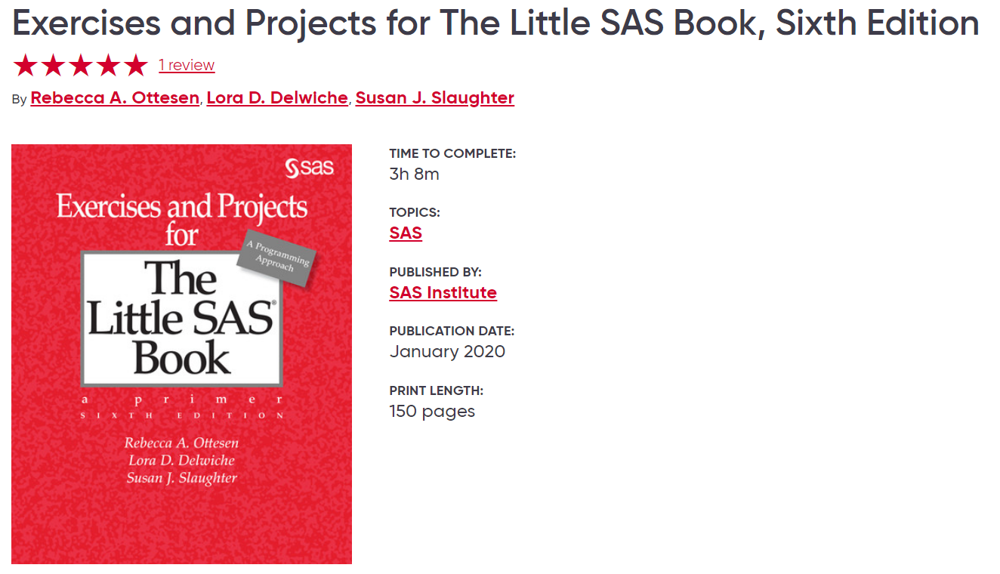 Exercises and Projects for The Little SAS Book, Sixth Edition
1 review
By Rebecca A. Ottesen, Lora D. Delwiche, Susan J. Slaughter
sas
Exercises and Projects
for
A Programming
Approach
The
Little SAS®
Book
a primer
SIXTH EDITION
Rebecca A. Ottesen
Lora D. Delwiche
Susan J. Slaughter
TIME TO COMPLETE:
3h 8m
TOPICS:
SAS
PUBLISHED BY:
SAS Institute
PUBLICATION DATE:
January 2020
PRINT LENGTH:
150 pages